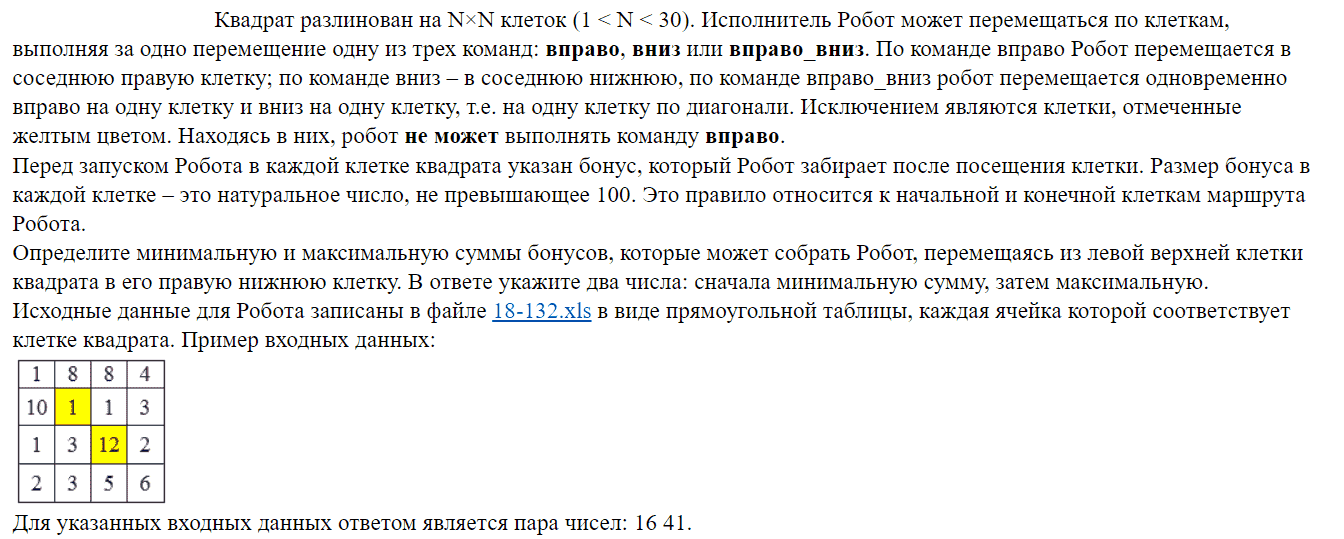 Квадрат разлинован на N×N клеток (1 < N < 30). Исполнитель Робот может перемещаться по клеткам,
выполняя за одно перемещение одну из трех команд: вправо, вниз или вправо_вниз. По команде вправо Робот перемещается в
соседнюю правую клетку; по команде вниз – в соседнюю нижнюю, по команде вправо_вниз робот перемещается одновременно
вправо на одну клетку и вниз на одну клетку, т.е. на одну клетку по диагонали. Исключением являются клетки, отмеченные
желтым цветом. Находясь в них, робот не может выполнять команду вправо.
Перед запуском Робота в каждой клетке квадрата указан бонус, который Робот забирает после посещения клетки. Размер бонуса в
каждой клетке – это натуральное число, не превышающее 100. Это правило относится к начальной и конечной клеткам маршрута
Робота.
Определите минимальную и максимальную суммы бонусов, которые может собрать Робот, перемещаясь из левой верхней клетки
квадрата в его правую нижнюю клетку. В ответе укажите два числа: сначала минимальную сумму, затем максимальную.
Исходные данные для Робота записаны в файле 18-132.xls в виде прямоугольной таблицы, каждая ячейка которой соответствует
клетке квадрата. Пример входных данных:
1 8 8 4
10 1 1 3
1 3 12 2
2 3 5 6
Для указанных входных данных ответом является пара чисел: 16 41.